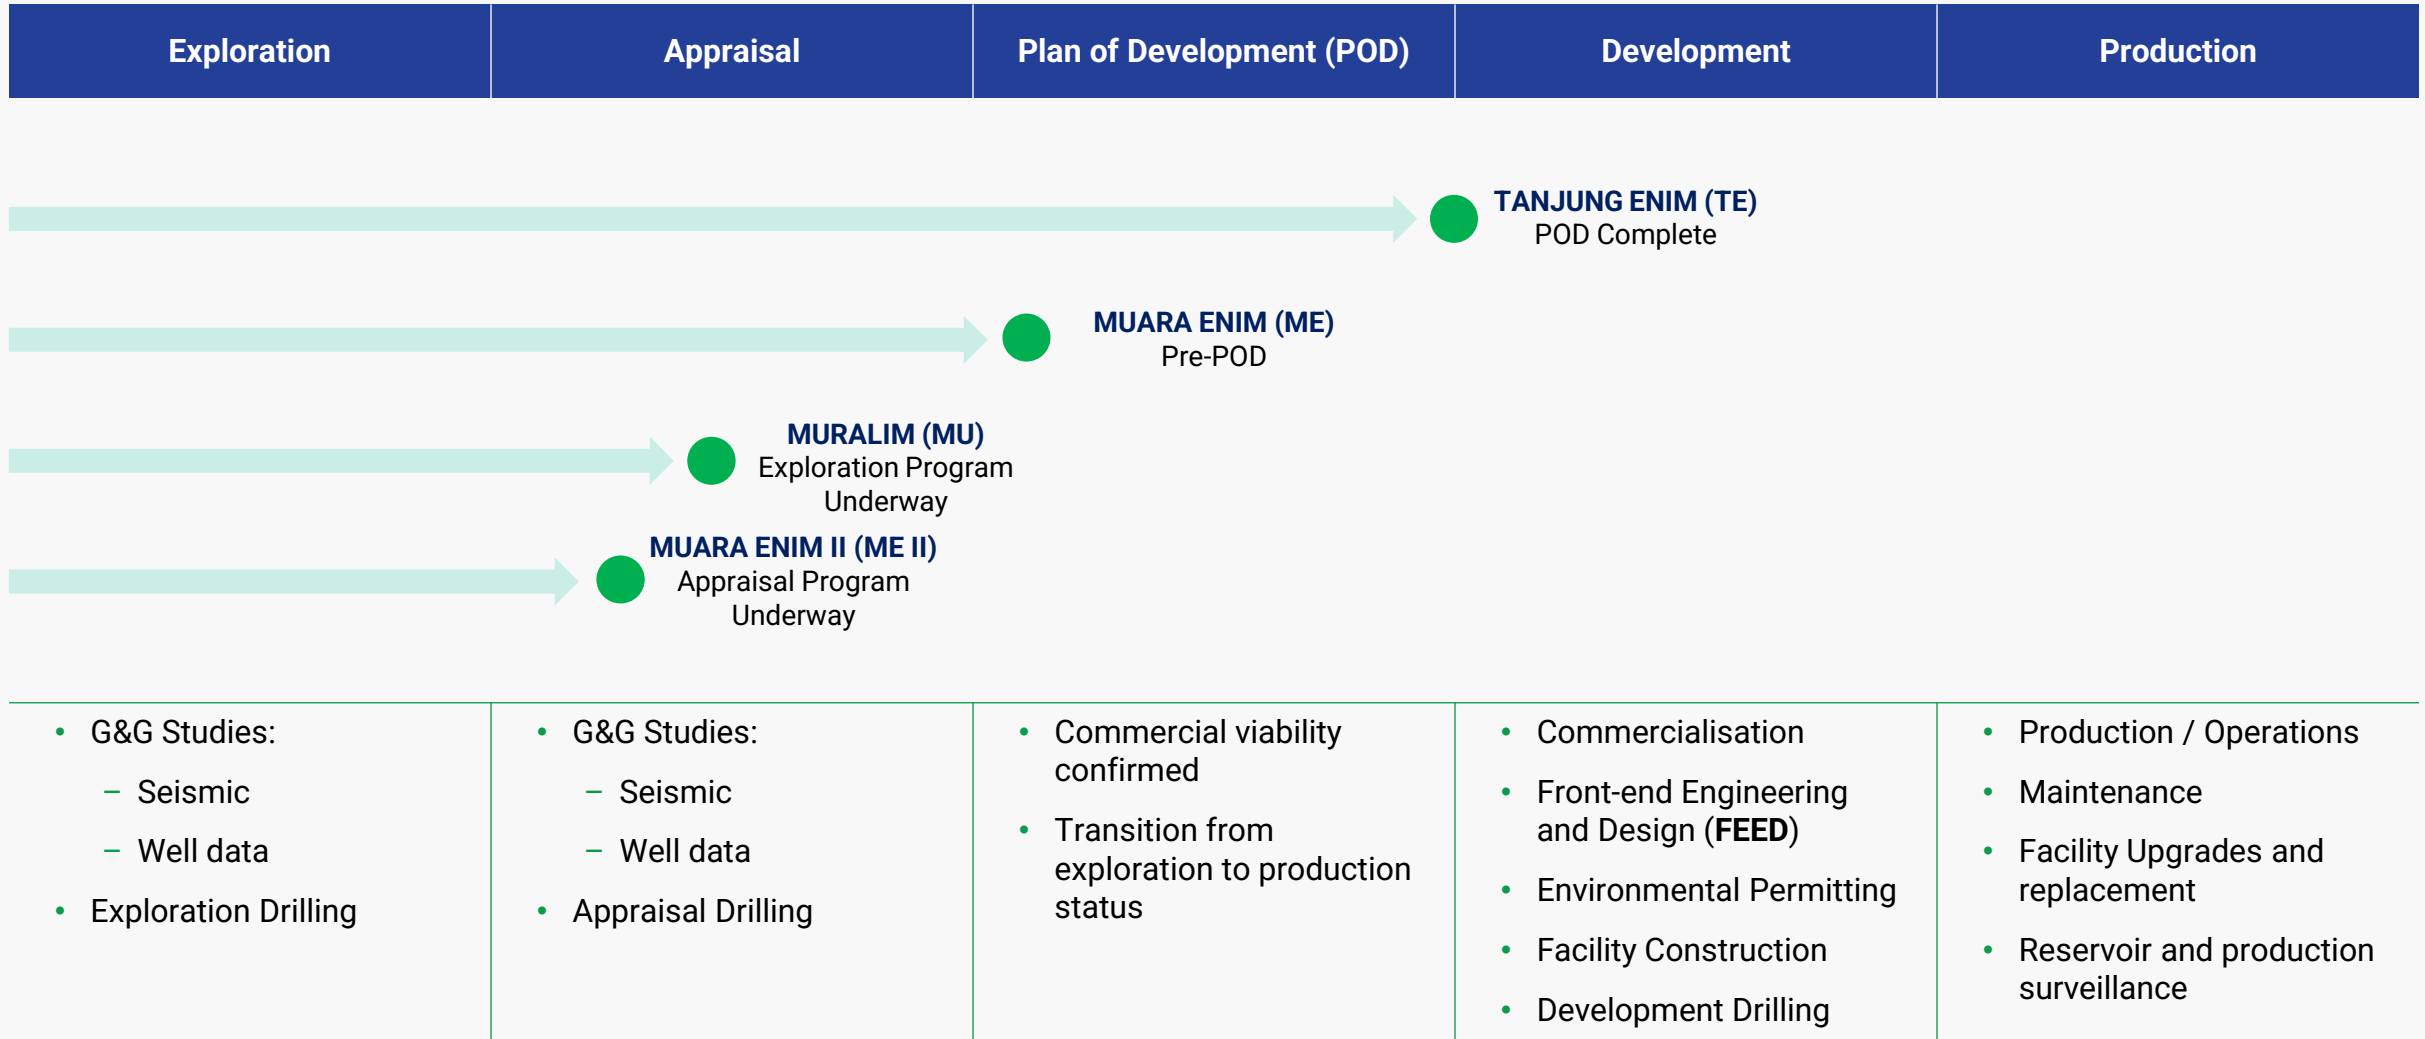 Exploration
Appraisal
Plan of Development (POD)
Development
Production
TANJUNG ENIM (TE)
POD Complete
MUARA ENIM (ME)
Pre-POD
MURALIM (MU)
Exploration Program
Underway
MUARA ENIM II (ME II)
Appraisal Program
Underway
• G&G Studies:
– Seismic
– Well data
• Exploration Drilling
• G&G Studies:
– Seismic
– Well data
• Appraisal Drilling
• Commercial viability
confirmed
• Transition from
exploration to production
status
• Commercialisation
• Front-end Engineering
and Design (FEED)
• Environmental Permitting
• Facility Construction
• Development Drilling
• Production / Operations
• Maintenance
• Facility Upgrades and
replacement
• Reservoir and production
surveillance